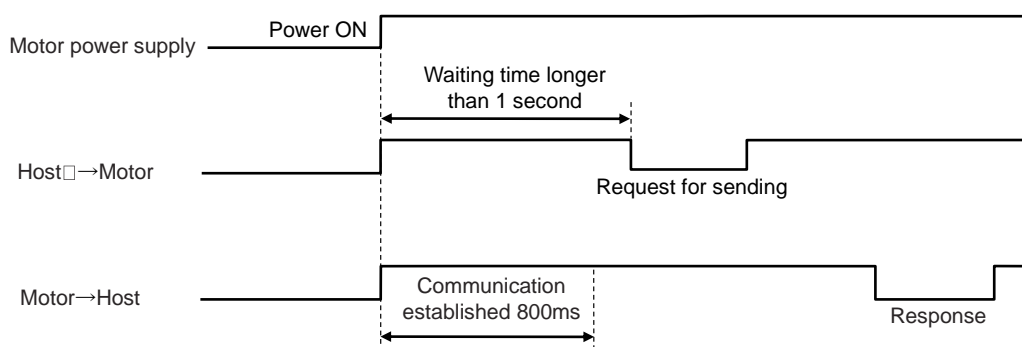 Power ON
Motor power supply
Waiting time longer
than 1 second
Host□→Motor
Request for sending
Motor→Host
Communication
established 800ms
Response